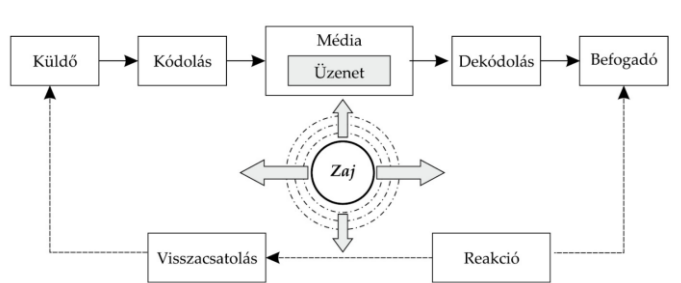 Küldő
Kódolás
Média
Üzenet
Dekódolás
Befogadó
Zaj
Visszacsatolás
Reakció